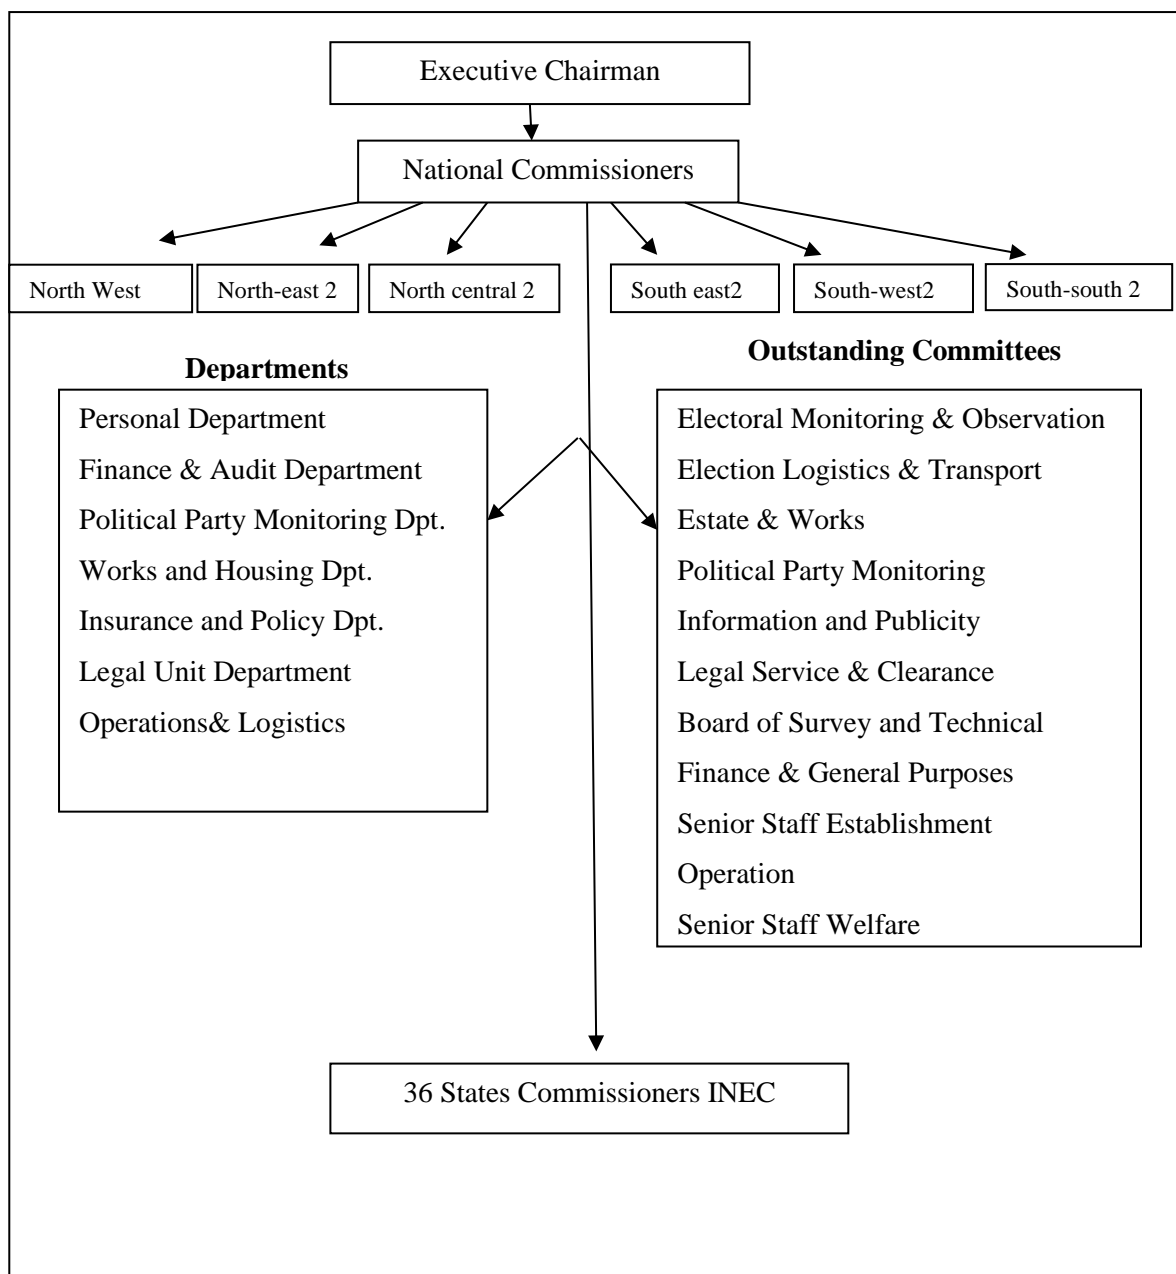 Executive Chairman
National Commissioners
North West
North-east 2
North central 2
South east2
South-west2
South-south 2
Departments
Personal Department
Finance & Audit Department
Political Party Monitoring Dpt.
Works and Housing Dpt.
Insurance and Policy Dpt.
Legal Unit Department
Operations& Logistics
Outstanding Committees
Electoral Monitoring & Observation
Election Logistics & Transport
Estate & Works
Political Party Monitoring
Information and Publicity
Legal Service & Clearance
Board of Survey and Technical
Finance & General Purposes
Senior Staff Establishment
Operation
Senior Staff Welfare
36 States Commissioners INEC